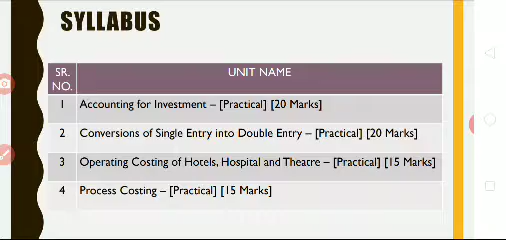 SYLLABUS
SR. NO. UNIT NAME
1 Accounting for Investment – [Practical] [20 Marks]
2 Conversions of Single Entry into Double Entry – [Practical] [20 Marks]
3 Operating Costing of Hotels, Hospital and Theatre – [Practical] [15 Marks]
4 Process Costing – [Practical] [15 Marks]